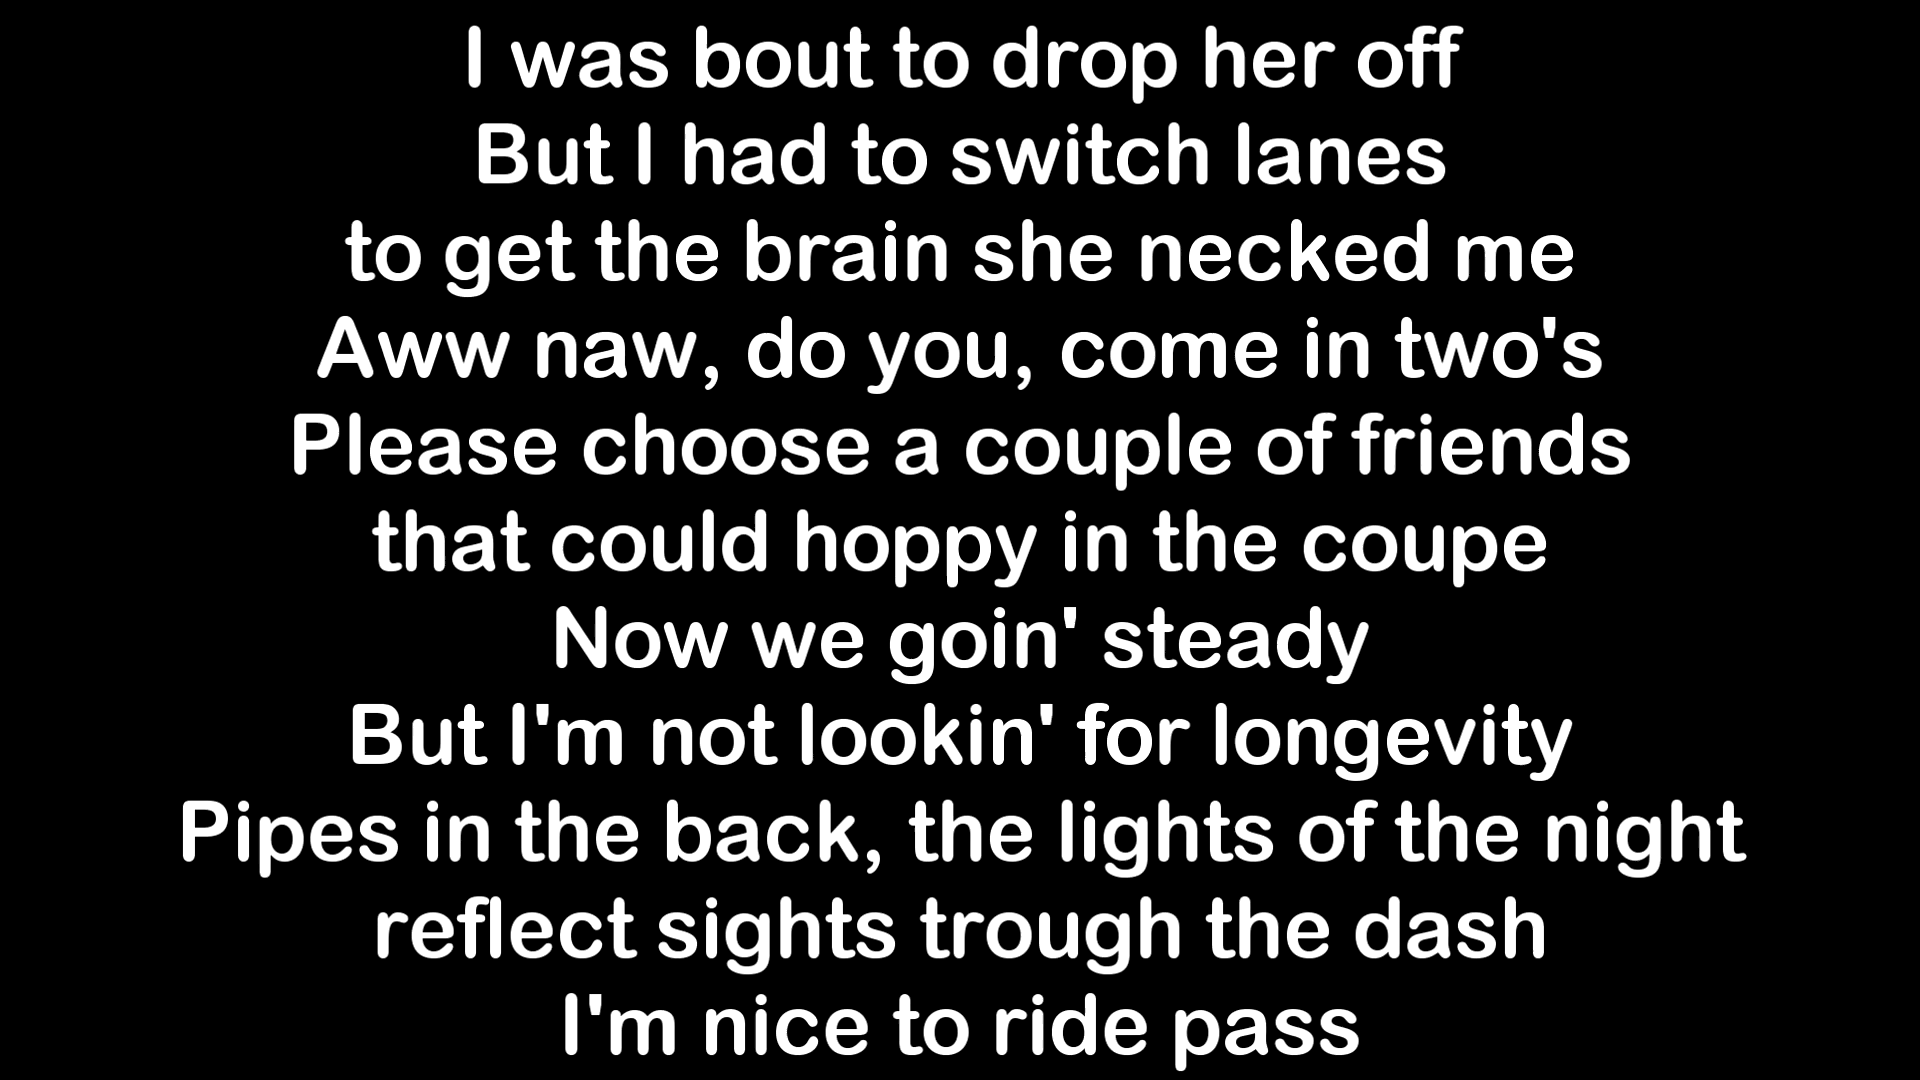 I was bout to drop her off
But I had to switch lanes
to get the brain she necked me
Aww naw, do you, come in two's
Please choose a couple of friends
that could hoppy in the coupe
Now we goin' steady
But I'm not lookin' for longevity
Pipes in the back, the lights of the night
reflect sights trough the dash
I'm nice to ride pass